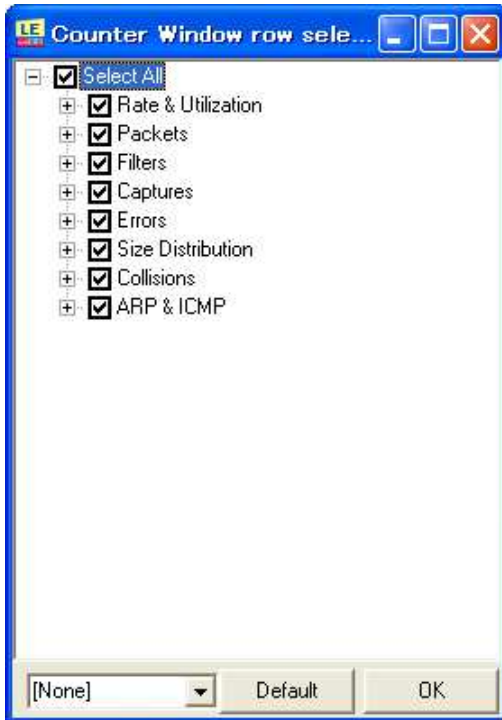 LE
Counter Window row sele...
Select All
Rate & Utilization
Packets
Filters
Captures
Errors
Size Distribution
Collisions
ARP & ICMP
[None]
Default
OK